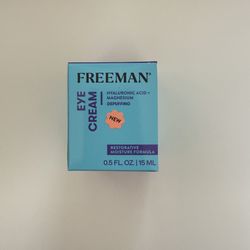 FREEMAN®
EYE
CREAM
HYALURONIC ACID +
MAGNESIUM
DEPUFFING
NEW
RESTORATIVE
MOISTURE FORMULA
0.5 FL. OZ. | 15 ML